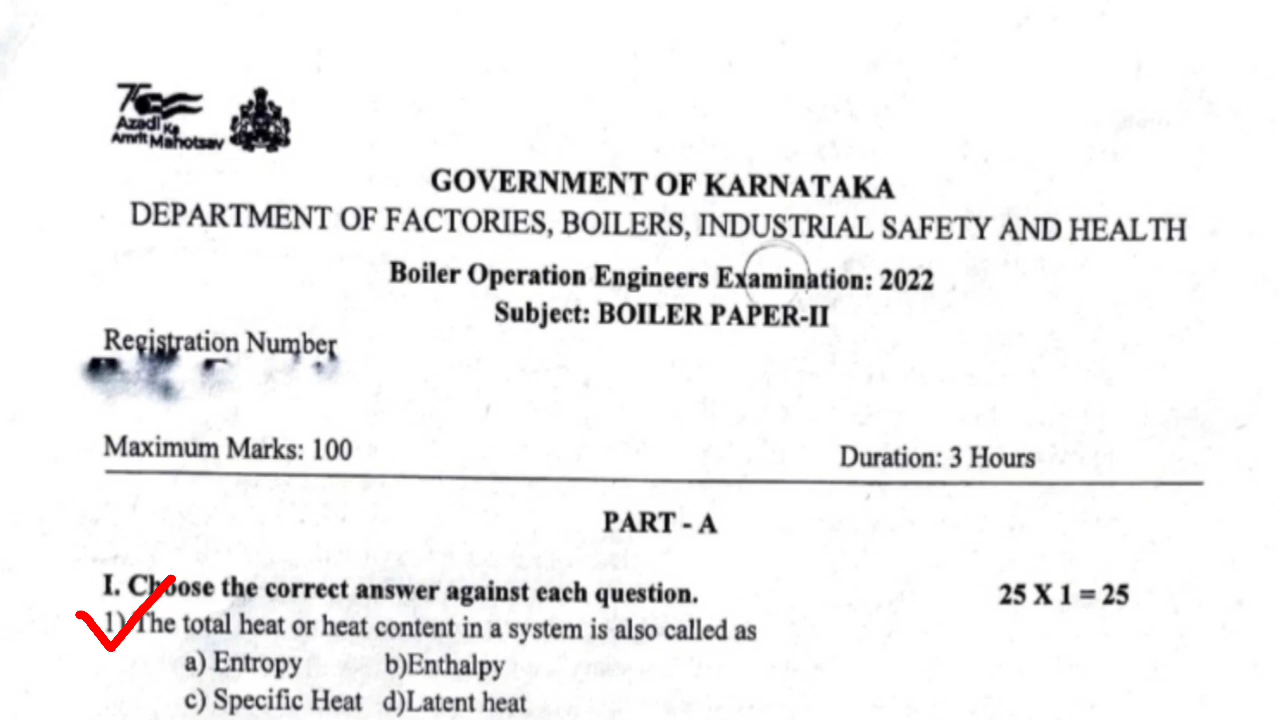 75
Azadi Ka
Amrit Mahotsav
GOVERNMENT OF KARNATAKA
DEPARTMENT OF FACTORIES, BOILERS, INDUSTRIAL SAFETY AND HEALTH
Boiler Operation Engineers Examination: 2022
Subject: BOILER PAPER-II
Registration Number
Maximum Marks: 100 Duration: 3 Hours
PART - A
I. Choose the correct answer against each question. 25 X 1 = 25
1) The total heat or heat content in a system is also called as
a) Entropy b)Enthalpy
c) Specific Heat d)Latent heat